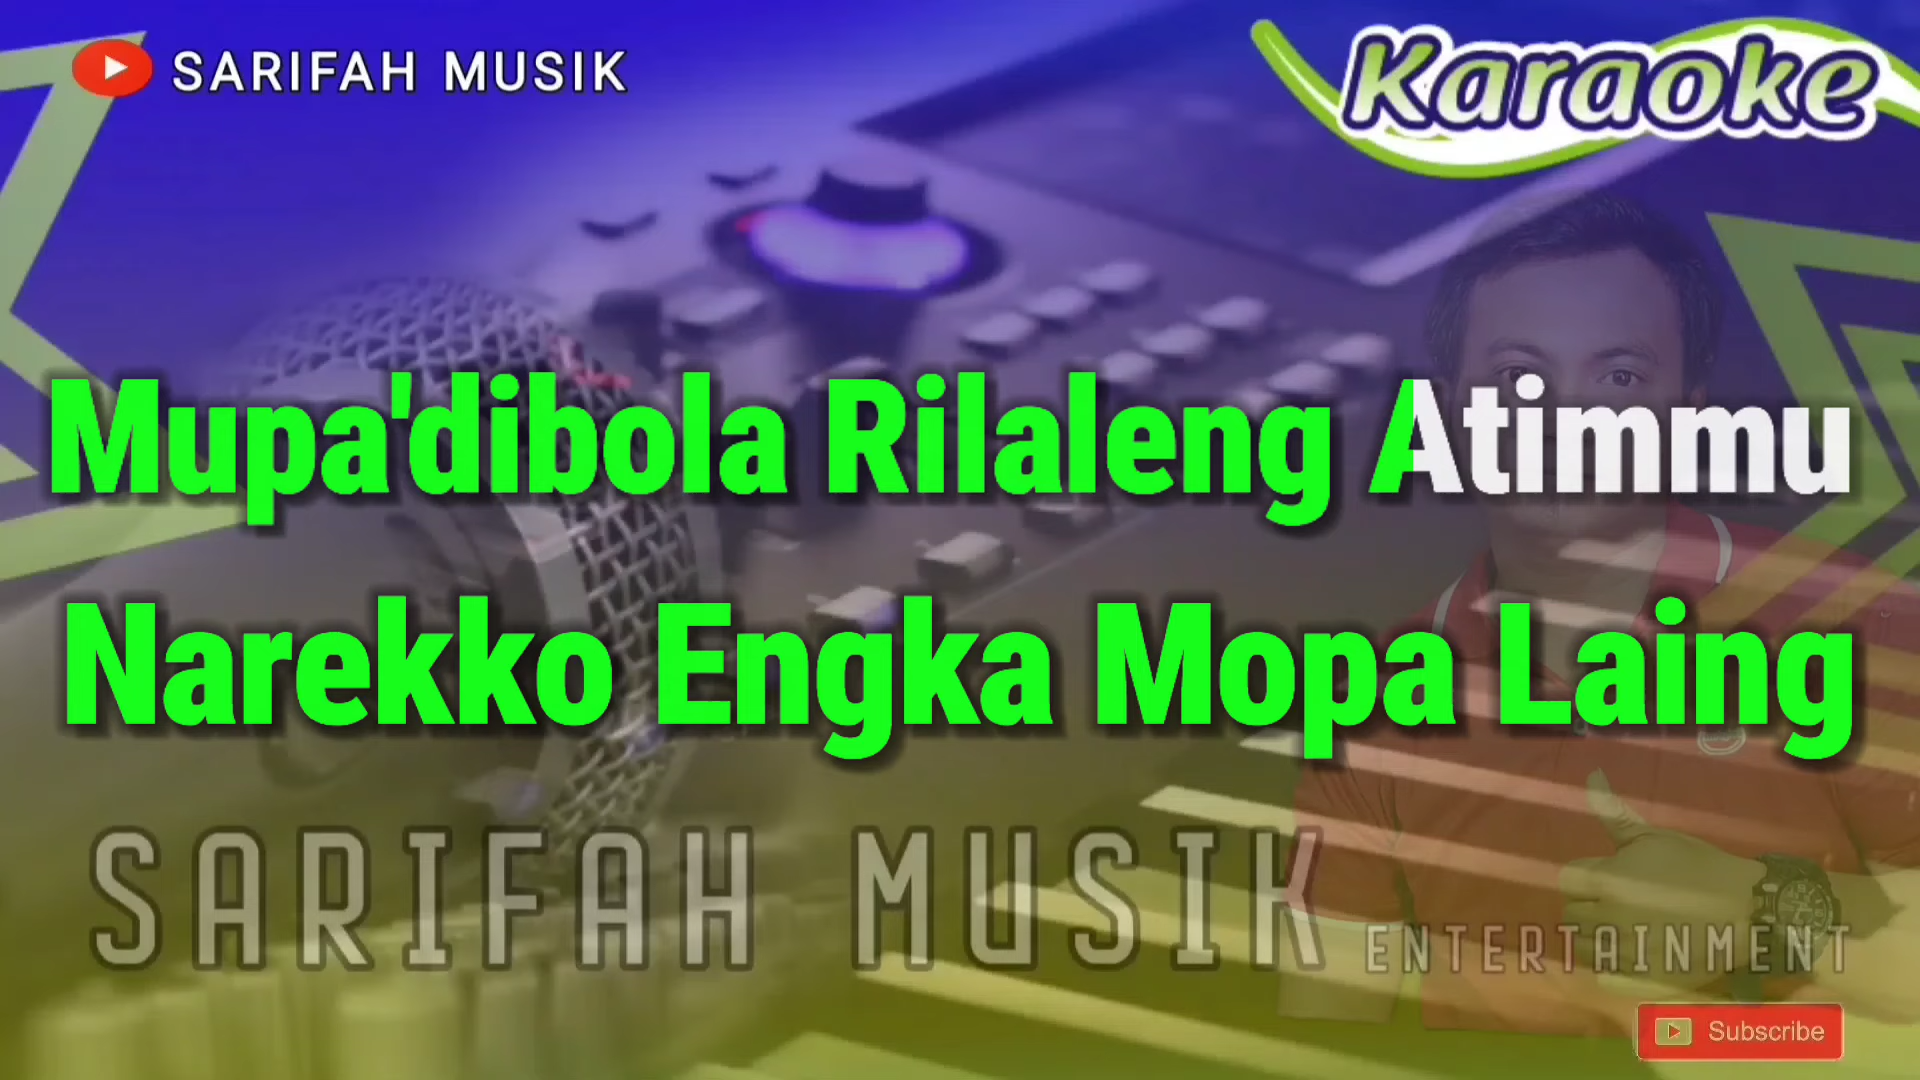 SARIFAH MUSIK
Karaoke
Mupa'dibola Rilaleng Atimmu
Narekko Engka Mopa Laing
SARIFAH MUSIK ENTERTAINMENT
Subscribe